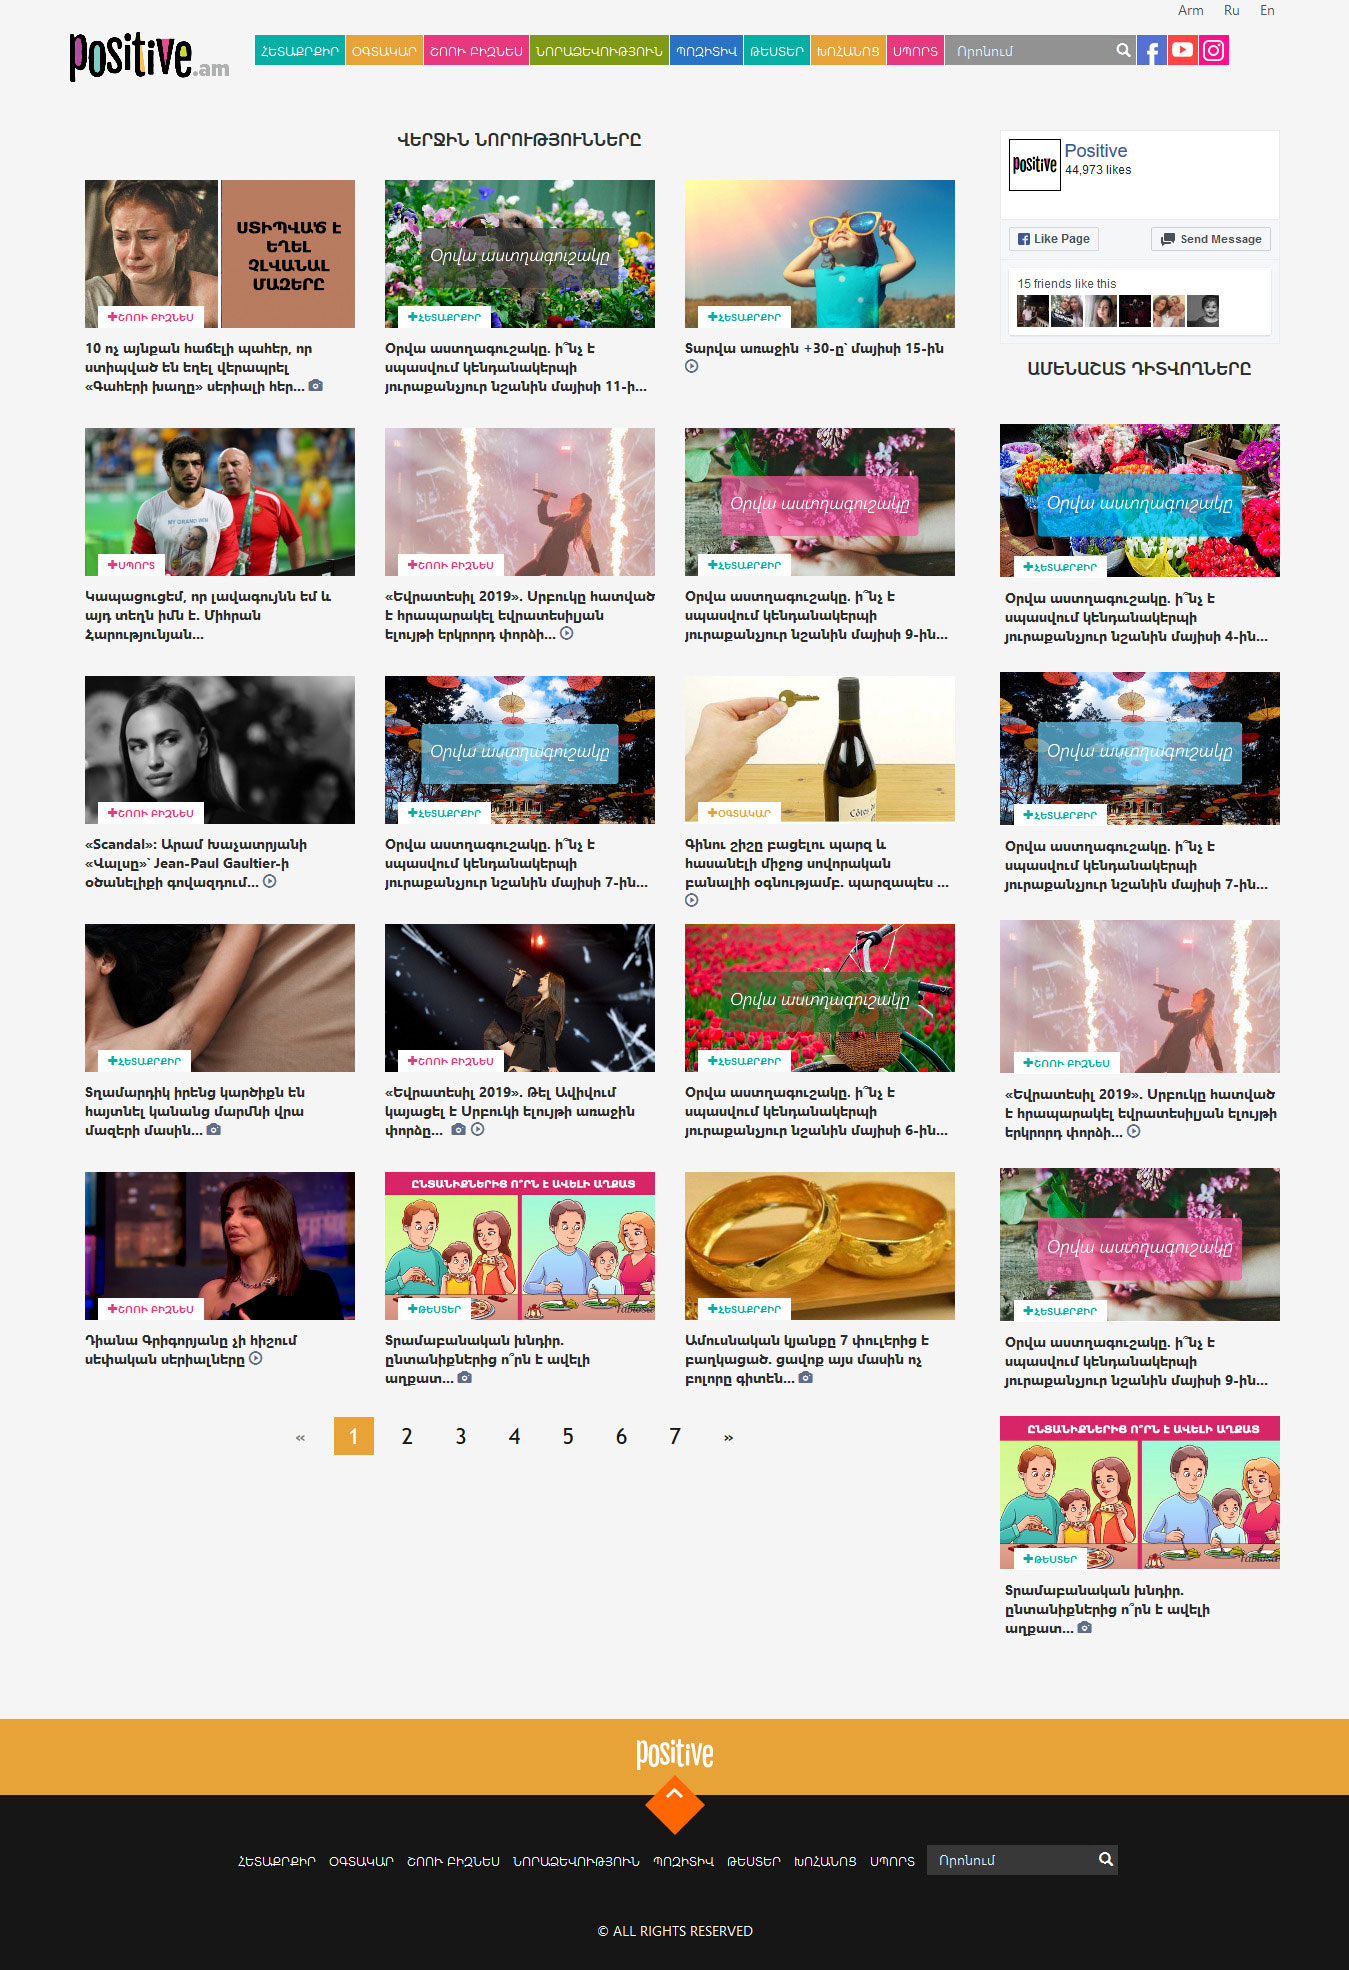 Arm Ru En
positive.am
ՀԵՏԱՔՐՔԻՐ ՕԳՏԱԿԱՐ ՇՈՈՒ ԲԻԶՆԵՍ ՆՈՐԱՁԵՎՈՒԹՅՈՒՆ ՊՈԶԻՏԻՎ ԹԵՍՏԵՐ ԽՈՀԱՆՈՑ ՍՊՈՐՏ Որոնում
ՎԵՐՋԻՆ ՆՈՐՈՒԹՅՈՒՆՆԵՐԸ
ՍՏԻՊՎԱԾ Է
ԵՂԵԼ
ՉԼՎԱՆԱԼ
ՄԱԶԵՐԸ
+ՇՈՈՒ ԲԻԶՆԵՍ
10 ոչ այնքան հաճելի պահեր, որ
ստիպված են եղել վերապրել
«Գահերի խաղը» սերիալի հեր...
Օրվա աստղագուշակը
+ՀԵՏԱՔՐՔԻՐ
Օրվա աստղագուշակը. ի՞նչ է
սպասվում կենդանակերպի
յուրաքանչյուր նշանին մայիսի 11-ի...
+ՀԵՏԱՔՐՔԻՐ
Տարվա առաջին +30-ը՝ մայիսի 15-ին
MY GRAND WIN
+ՍՊՈՐՏ
Կապացուցեմ, որ լավագույնն եմ և
այդ տեղն իմն է. Միհրան
Հարությունյան...
+ՇՈՈՒ ԲԻԶՆԵՍ
«Եվրատեսիլ 2019». Սրբուկը հատված
է հրապարակել եվրատեսիլյան
ելույթի երկրորդ փորձի...
Օրվա աստղագուշակը
+ՀԵՏԱՔՐՔԻՐ
Օրվա աստղագուշակը. ի՞նչ է
սպասվում կենդանակերպի
յուրաքանչյուր նշանին մայիսի 9-ին...
+ՇՈՈՒ ԲԻԶՆԵՍ
«Scandal»: Արամ Խաչատրյանի
«Վալսը»՝ Jean-Paul Gaultier-ի
օծանելիքի գովազդում...
Օրվա աստղագուշակը
+ՀԵՏԱՔՐՔԻՐ
Օրվա աստղագուշակը. ի՞նչ է
սպասվում կենդանակերպի
յուրաքանչյուր նշանին մայիսի 7-ին...
+ՕԳՏԱԿԱՐ
Գինու շիշը բացելու պարզ և
հասանելի միջոց սովորական
բանալիի օգնությամբ. պարզապես ...
+ՀԵՏԱՔՐՔԻՐ
Տղամարդիկ իրենց կարծիքն են
հայտնել կանանց մարմնի վրա
մազերի մասին...
+ՇՈՈՒ ԲԻԶՆԵՍ
«Եվրատեսիլ 2019». Թել Ավիվում
կայացել է Սրբուկի ելույթի առաջին
փորձը...
Օրվա աստղագուշակը
+ՀԵՏԱՔՐՔԻՐ
Օրվա աստղագուշակը. ի՞նչ է
սպասվում կենդանակերպի
յուրաքանչյուր նշանին մայիսի 6-ին...
+ՇՈՈՒ ԲԻԶՆԵՍ
Դիանա Գրիգորյանը չի հիշում
սեփական սերիալները
ԸՆՏԱՆԻՔՆԵՐԻՑ Ո՞ՐՆ Է ԱՎԵԼԻ ԱՂՔԱՏ
+ԹԵՍՏԵՐ
Տրամաբանական խնդիր.
ընտանիքներից ո՞րն է ավելի
աղքատ...
+ՀԵՏԱՔՐՔԻՐ
Ամուսնական կյանքը 7 փուլերից է
բաղկացած. ցավոք այս մասին ոչ
բոլորը գիտեն...
« 1 2 3 4 5 6 7 »
positive
Positive
44,973 likes
Like Page
Send Message
15 friends like this
ԱՄԵՆԱՇԱՏ ԴԻՏՎՈՂՆԵՐԸ
Օրվա աստղագուշակը
+ՀԵՏԱՔՐՔԻՐ
Օրվա աստղագուշակը. ի՞նչ է
սպասվում կենդանակերպի
յուրաքանչյուր նշանին մայիսի 4-ին...
Օրվա աստղագուշակը
+ՀԵՏԱՔՐՔԻՐ
Օրվա աստղագուշակը. ի՞նչ է
սպասվում կենդանակերպի
յուրաքանչյուր նշանին մայիսի 7-ին...
+ՇՈՈՒ ԲԻԶՆԵՍ
«Եվրատեսիլ 2019». Սրբուկը հատված
է հրապարակել եվրատեսիլյան ելույթի
երկրորդ փորձի...
Օրվա աստղագուշակը
+ՀԵՏԱՔՐՔԻՐ
Օրվա աստղագուշակը. ի՞նչ է
սպասվում կենդանակերպի
յուրաքանչյուր նշանին մայիսի 9-ին...
ԸՆՏԱՆԻՔՆԵՐԻՑ Ո՞ՐՆ Է ԱՎԵԼԻ ԱՂՔԱՏ
+ԹԵՍՏԵՐ
Տրամաբանական խնդիր.
ընտանիքներից ո՞րն է ավելի
աղքատ...
positive
ՀԵՏԱՔՐՔԻՐ ՕԳՏԱԿԱՐ ՇՈՈՒ ԲԻԶՆԵՍ ՆՈՐԱՁԵՎՈՒԹՅՈՒՆ ՊՈԶԻՏԻՎ ԹԵՍՏԵՐ ԽՈՀԱՆՈՑ ՍՊՈՐՏ Որոնում
© ALL RIGHTS RESERVED